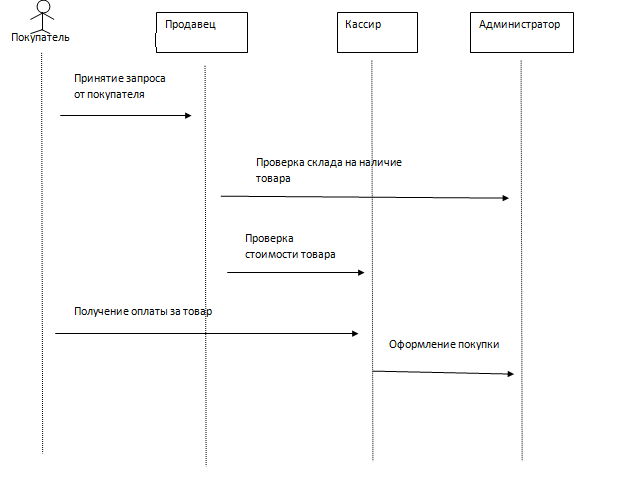 Покупатель
Продавец
Кассир
Администратор
Принятие запроса
от покупателя
Проверка склада на наличие
товара
Проверка
стоимости товара
Получение оплаты за товар
Оформление покупки